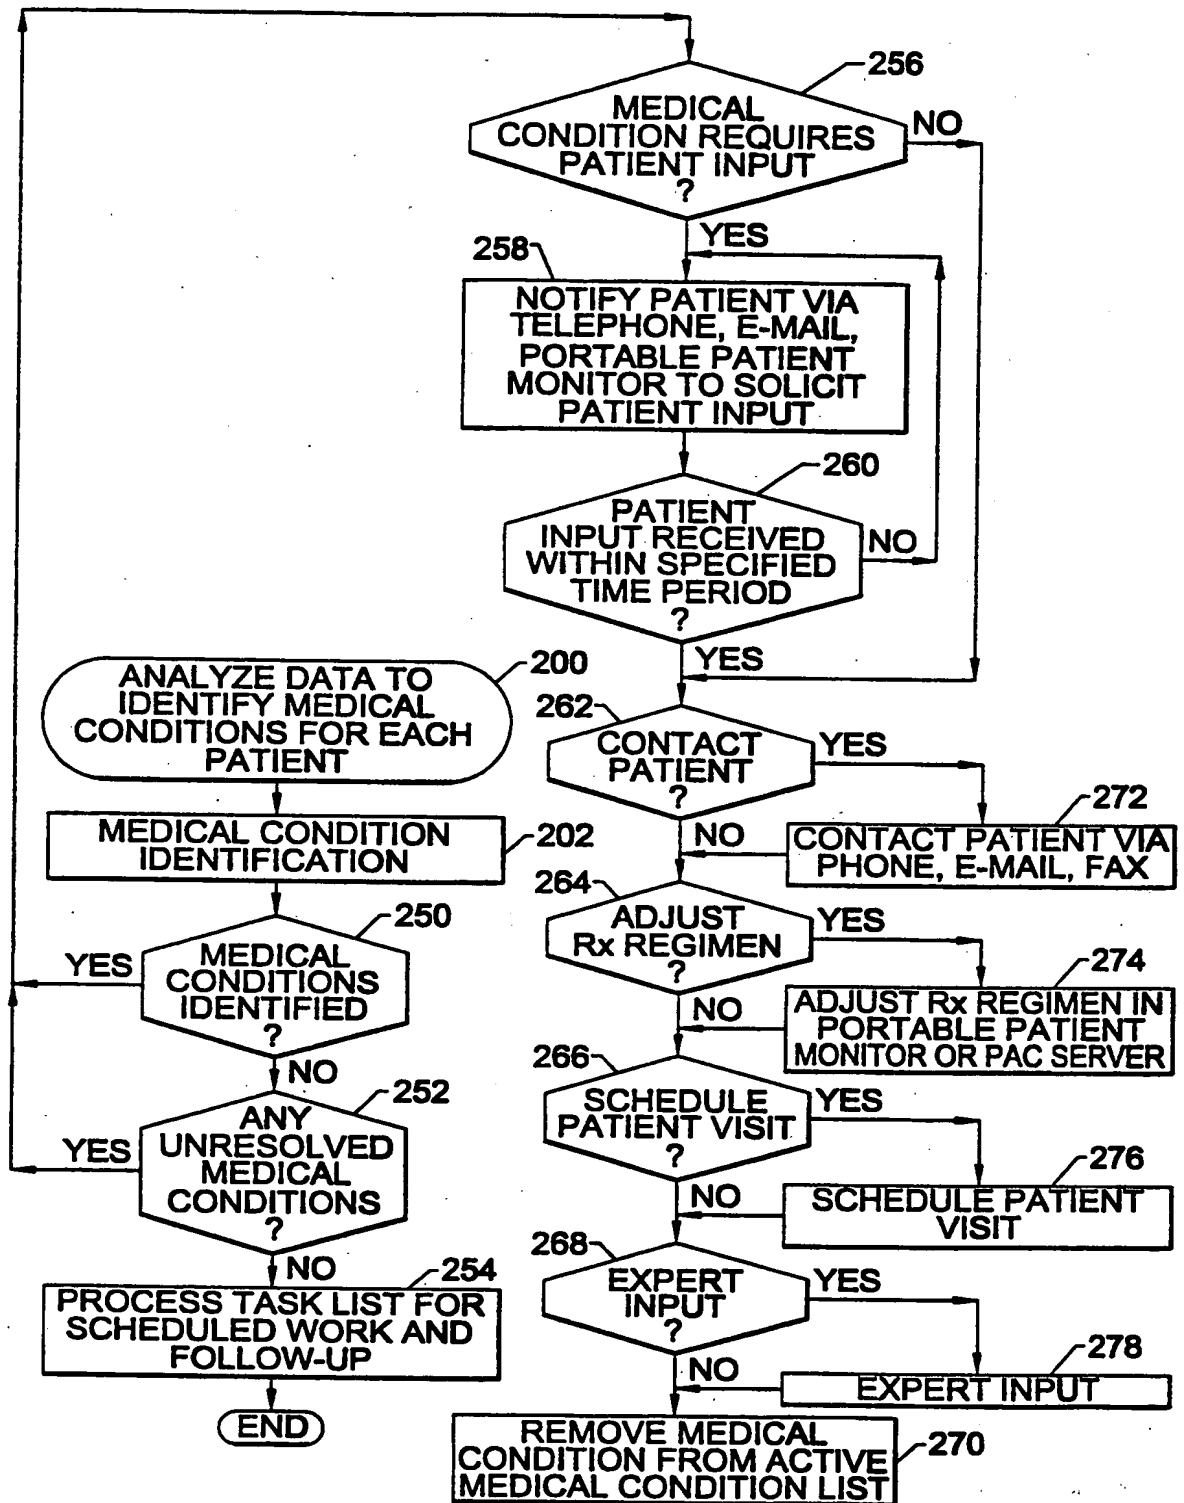 256
MEDICAL
CONDITION REQUIRES
PATIENT INPUT
?
NO
YES
258
NOTIFY PATIENT VIA
TELEPHONE, E-MAIL,
PORTABLE PATIENT
MONITOR TO SOLICIT
PATIENT INPUT
260
PATIENT
INPUT RECEIVED
WITHIN SPECIFIED
TIME PERIOD
?
NO
YES
200
ANALYZE DATA TO
IDENTIFY MEDICAL
CONDITIONS FOR EACH
PATIENT
MEDICAL CONDITION
IDENTIFICATION
202
250
MEDICAL
CONDITIONS
IDENTIFIED
?
YES
NO
252
ANY
UNRESOLVED
MEDICAL
CONDITIONS
?
YES
NO
254
PROCESS TASK LIST FOR
SCHEDULED WORK AND
FOLLOW-UP
END
262
CONTACT
PATIENT
?
YES
NO
272
CONTACT PATIENT VIA
PHONE, E-MAIL, FAX
264
ADJUST
Rx REGIMEN
?
YES
NO
274
ADJUST Rx REGIMEN IN
PORTABLE PATIENT
MONITOR OR PAC SERVER
266
SCHEDULE
PATIENT VISIT
?
YES
NO
276
SCHEDULE PATIENT
VISIT
268
EXPERT
INPUT
?
YES
NO
278
EXPERT INPUT
REMOVE MEDICAL
CONDITION FROM ACTIVE
MEDICAL CONDITION LIST
270